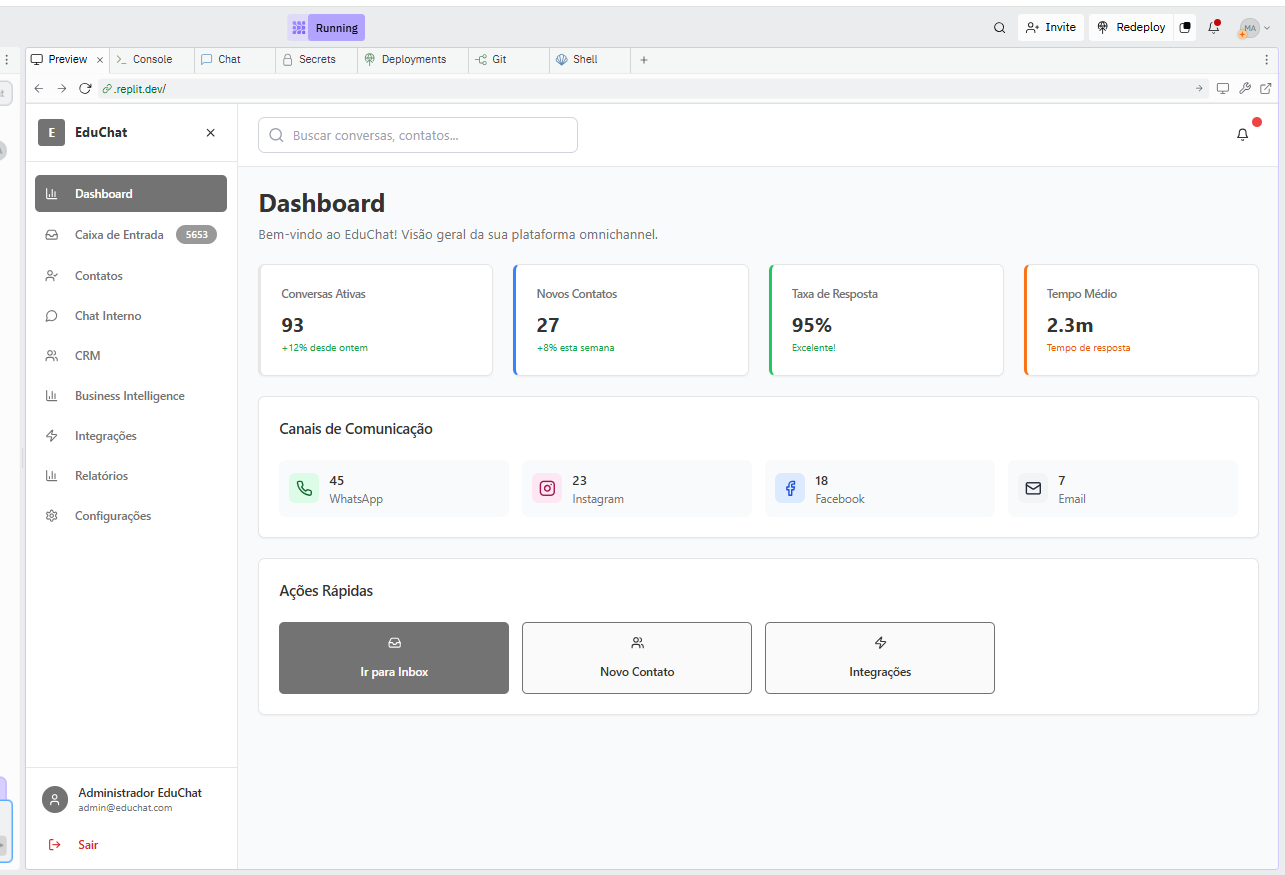 Running
Invite
Redeploy
MA
Preview
Console
Chat
Secrets
Deployments
Git
Shell
.replit.dev/
E
EduChat
Buscar conversas, contatos...
Dashboard
Caixa de Entrada
5653
Contatos
Chat Interno
CRM
Business Intelligence
Integrações
Relatórios
Configurações
Administrador EduChat
admin@educhat.com
Sair
Dashboard
Bem-vindo ao EduChat! Visão geral da sua plataforma omnichannel.
Conversas Ativas
93
+12% desde ontem
Novos Contatos
27
+8% esta semana
Taxa de Resposta
95%
Excelente!
Tempo Médio
2.3m
Tempo de resposta
Canais de Comunicação
45
WhatsApp
23
Instagram
18
Facebook
7
Email
Ações Rápidas
Ir para Inbox
Novo Contato
Integrações